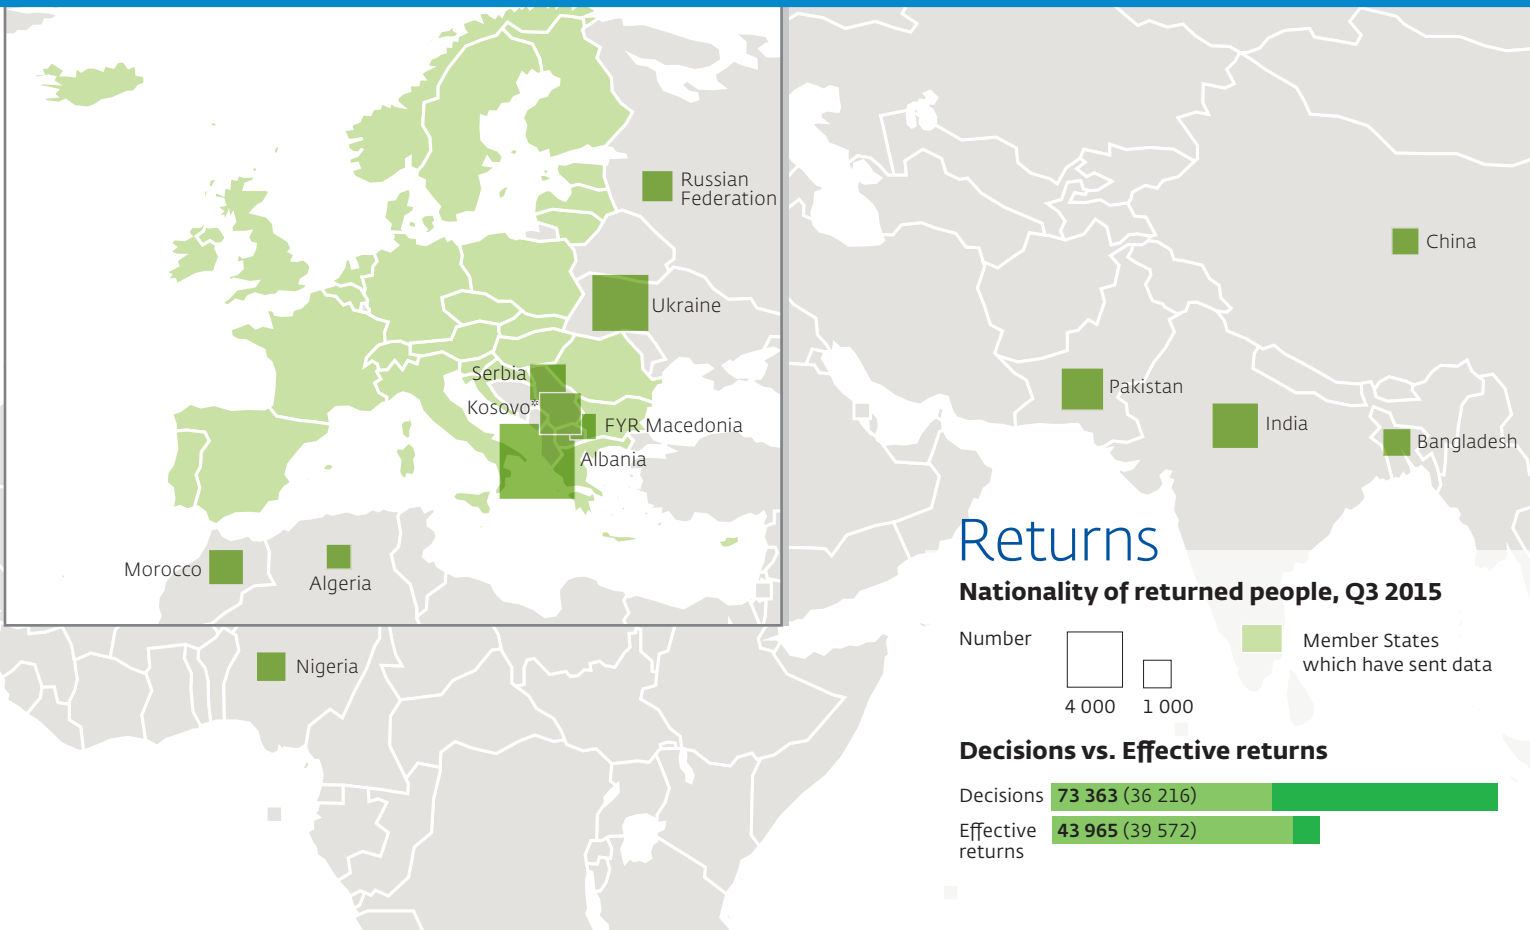 Russian
Federation
China
Ukraine
Serbia
Pakistan
Kosovo*
India
FYR Macedonia
Bangladesh
Albania
Morocco
Algeria
Nigeria
Returns
Nationality of returned people, Q3 2015
Number
4 000 1 000
Member States
which have sent data
Decisions vs. Effective returns
Decisions 73 363 (36 216)
Effective
returns 43 965 (39 572)